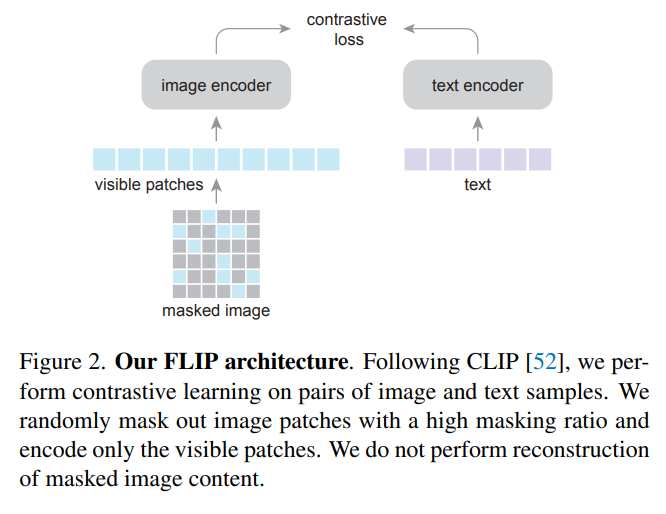 contrastive
loss
image encoder
text encoder
visible patches
text
masked image
Figure 2. Our FLIP architecture. Following CLIP [52], we per-
form contrastive learning on pairs of image and text samples. We
randomly mask out image patches with a high masking ratio and
encode only the visible patches. We do not perform reconstruction
of masked image content.